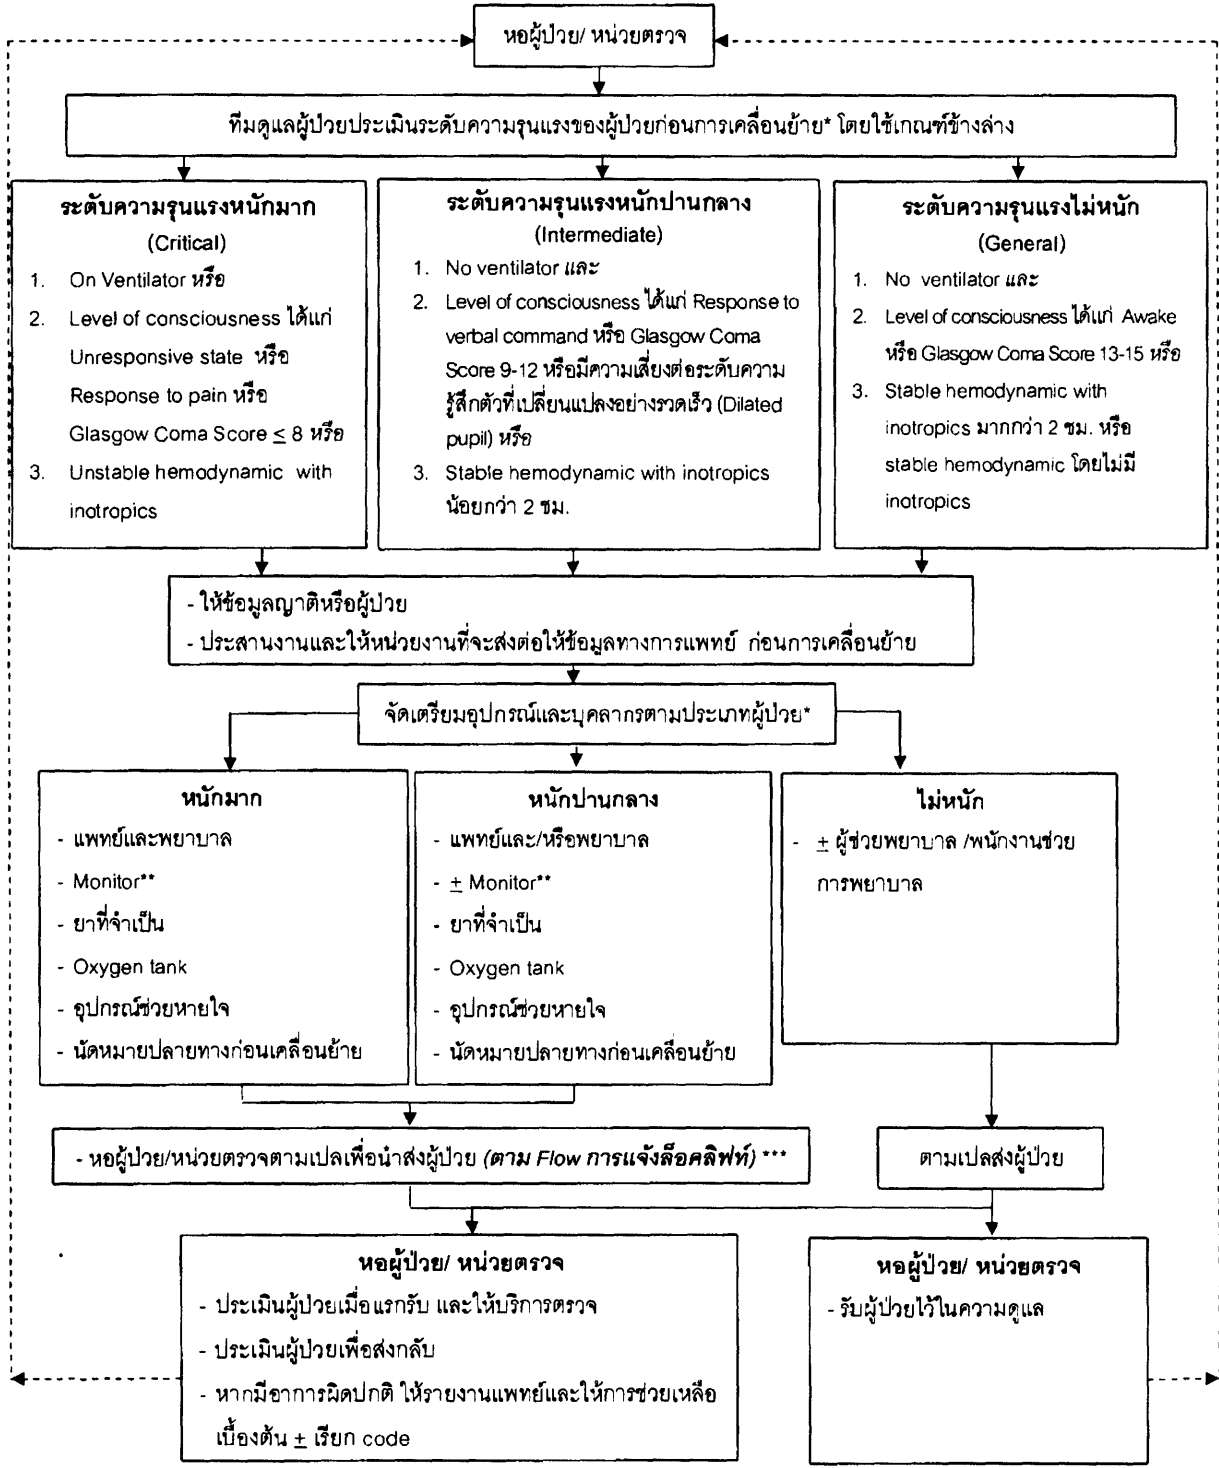 หอผู้ป่วย/ หน่วยตรวจ
ทีมดูแลผู้ป่วยประเมินระดับความรุนแรงของผู้ป่วยก่อนการเคลื่อนย้าย* โดยใช้เกณฑ์ข้างล่าง
ระดับความรุนแรงหนักมาก
(Critical)
1. On Ventilator หรือ
2. Level of consciousness ได้แก่
Unresponsive state หรือ
Response to pain หรือ
Glasgow Coma Score ≤ 8 หรือ
3. Unstable hemodynamic with
inotropics
ระดับความรุนแรงหนักปานกลาง
(Intermediate)
1. No ventilator และ
2. Level of consciousness ได้แก่ Response to
verbal command หรือ Glasgow Coma
Score 9-12 หรือมีความเสี่ยงต่อระดับความ
รู้สึกตัวที่เปลี่ยนแปลงอย่างรวดเร็ว (Dilated
pupil) หรือ
3. Stable hemodynamic with inotropics
น้อยกว่า 2 ชม.
ระดับความรุนแรงไม่หนัก
(General)
1. No ventilator และ
2. Level of consciousness ได้แก่ Awake
หรือ Glasgow Coma Score 13-15 หรือ
3. Stable hemodynamic with
inotropics มากกว่า 2 ชม. หรือ
stable hemodynamic โดยไม่มี
inotropics
- ให้ข้อมูลญาติหรือผู้ป่วย
- ประสานงานและให้หน่วยงานที่จะส่งต่อให้ข้อมูลทางการแพทย์ ก่อนการเคลื่อนย้าย
จัดเตรียมอุปกรณ์และบุคลากรตามประเภทผู้ป่วย*
หนักมาก
- แพทย์และพยาบาล
- Monitor**
- ยาที่จำเป็น
- Oxygen tank
- อุปกรณ์ช่วยหายใจ
- นัดหมายปลายทางก่อนเคลื่อนย้าย
หนักปานกลาง
- แพทย์และ/หรือพยาบาล
- ± Monitor**
- ยาที่จำเป็น
- Oxygen tank
- อุปกรณ์ช่วยหายใจ
- นัดหมายปลายทางก่อนเคลื่อนย้าย
ไม่หนัก
- ± ผู้ช่วยพยาบาล /พนักงานช่วย
การพยาบาล
- หอผู้ป่วย/หน่วยตรวจตามเปลเพื่อนำส่งผู้ป่วย (ตาม Flow การแจ้งล็อคลิฟท์) ***
ตามเปลส่งผู้ป่วย
หอผู้ป่วย/ หน่วยตรวจ
- ประเมินผู้ป่วยเมื่อแรกรับ และให้บริการตรวจ
- ประเมินผู้ป่วยเพื่อส่งกลับ
- หากมีอาการผิดปกติ ให้รายงานแพทย์และให้การช่วยเหลือ
เบื้องต้น ± เรียก code
หอผู้ป่วย/ หน่วยตรวจ
- รับผู้ป่วยไว้ในความดูแล